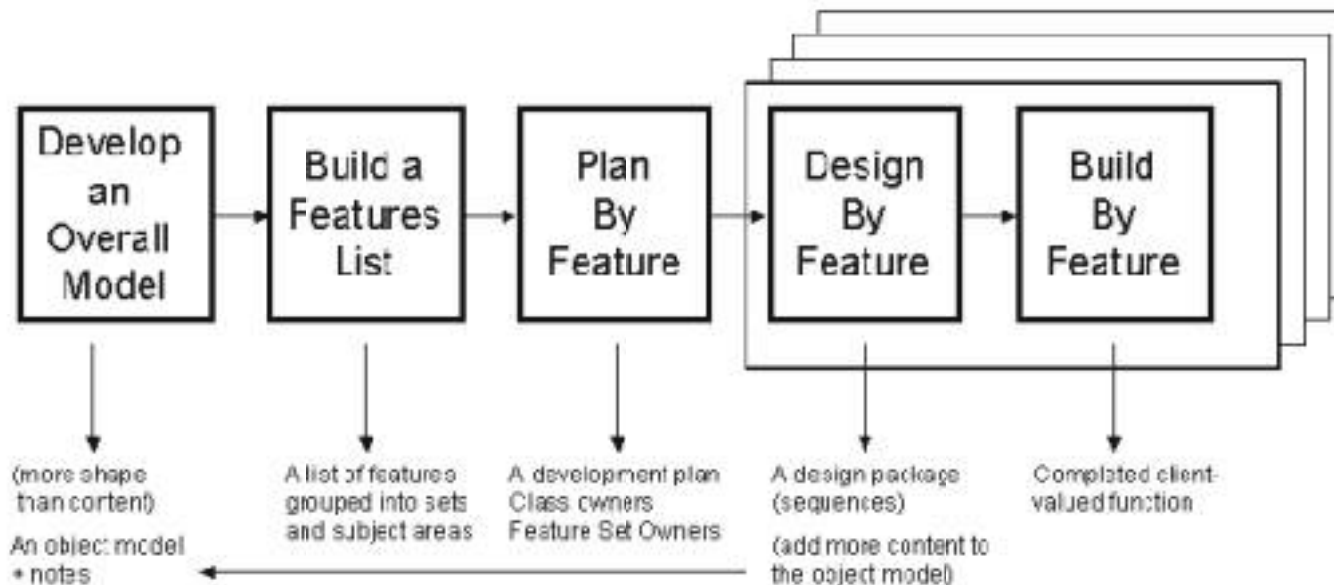 Develop
an
Overall
Model
Build a
Features
List
Plan
By
Feature
Design
By
Feature
Build
By
Feature
(more shape
than content)
An object model
+ notes
A list of features
grouped into sets
and subject areas
A development plan
Class owners
Feature Set Owners
A design package
(sequences)
(add more content to
the object model)
Completed client-
valued function